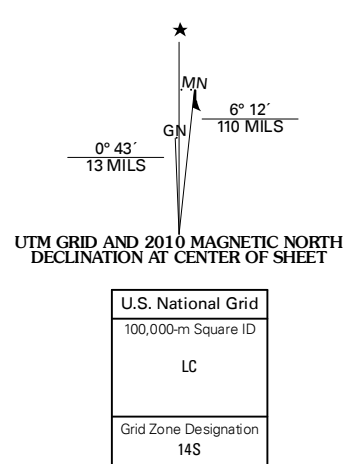 ★
MN
6° 12´
110 MILS
GN
0° 43´
13 MILS
UTM GRID AND 2010 MAGNETIC NORTH
DECLINATION AT CENTER OF SHEET
U.S. National Grid
100,000-m Square ID
LC
Grid Zone Designation
14S